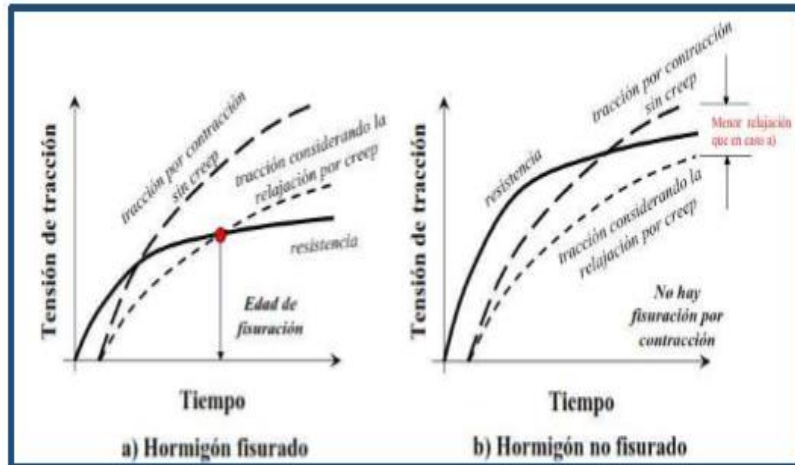 Tensión de tracción
tracción por contracción
sin creep
tracción considerando la
relajación por creep
resistencia
Edad de
fisuración
Tiempo
a) Hormigón fisurado
Tensión de tracción
resistencia
tracción por contracción
sin creep
Menor relajación
que en caso a)
tracción considerando la
relajación por creep
No hay
fisuración por
contracción
Tiempo
b) Hormigón no fisurado